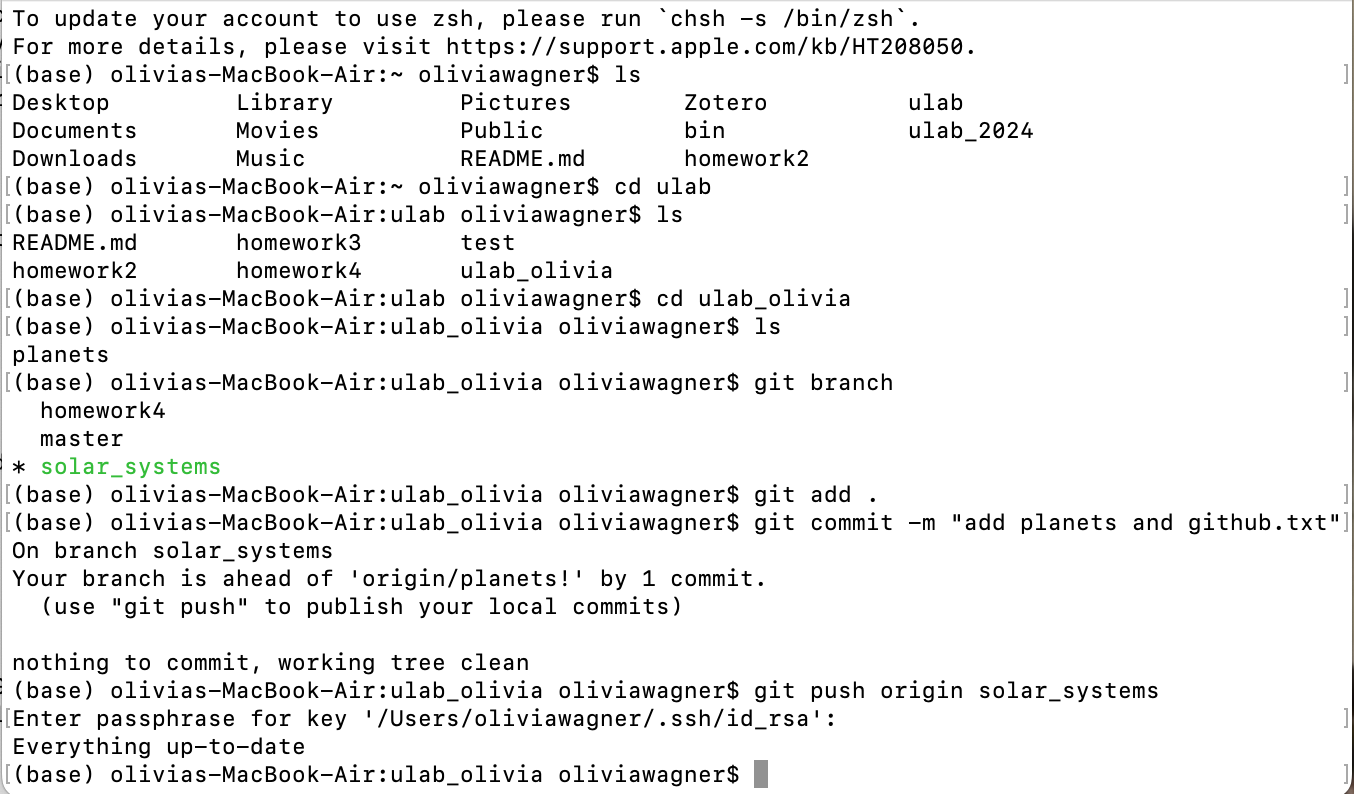 To update your account to use zsh, please run `chsh -s /bin/zsh`.
For more details, please visit https://support.apple.com/kb/HT208050.
[(base) olivias-MacBook-Air:~ oliviawagner$ ls ]
Desktop Library Pictures Zotero ulab
Documents Movies Public bin ulab_2024
Downloads Music README.md homework2
[(base) olivias-MacBook-Air:~ oliviawagner$ cd ulab ]
[(base) olivias-MacBook-Air:ulab oliviawagner$ ls ]
README.md homework3 test
homework2 homework4 ulab_olivia
[(base) olivias-MacBook-Air:ulab oliviawagner$ cd ulab_olivia ]
[(base) olivias-MacBook-Air:ulab_olivia oliviawagner$ ls ]
planets
[(base) olivias-MacBook-Air:ulab_olivia oliviawagner$ git branch ]
homework4
master
* solar_systems
[(base) olivias-MacBook-Air:ulab_olivia oliviawagner$ git add . ]
[(base) olivias-MacBook-Air:ulab_olivia oliviawagner$ git commit -m "add planets and github.txt"]
On branch solar_systems
Your branch is ahead of 'origin/planets!' by 1 commit.
(use "git push" to publish your local commits)
nothing to commit, working tree clean
(base) olivias-MacBook-Air:ulab_olivia oliviawagner$ git push origin solar_systems
[Enter passphrase for key '/Users/oliviawagner/.ssh/id_rsa': ]
Everything up-to-date
[(base) olivias-MacBook-Air:ulab_olivia oliviawagner$ ]